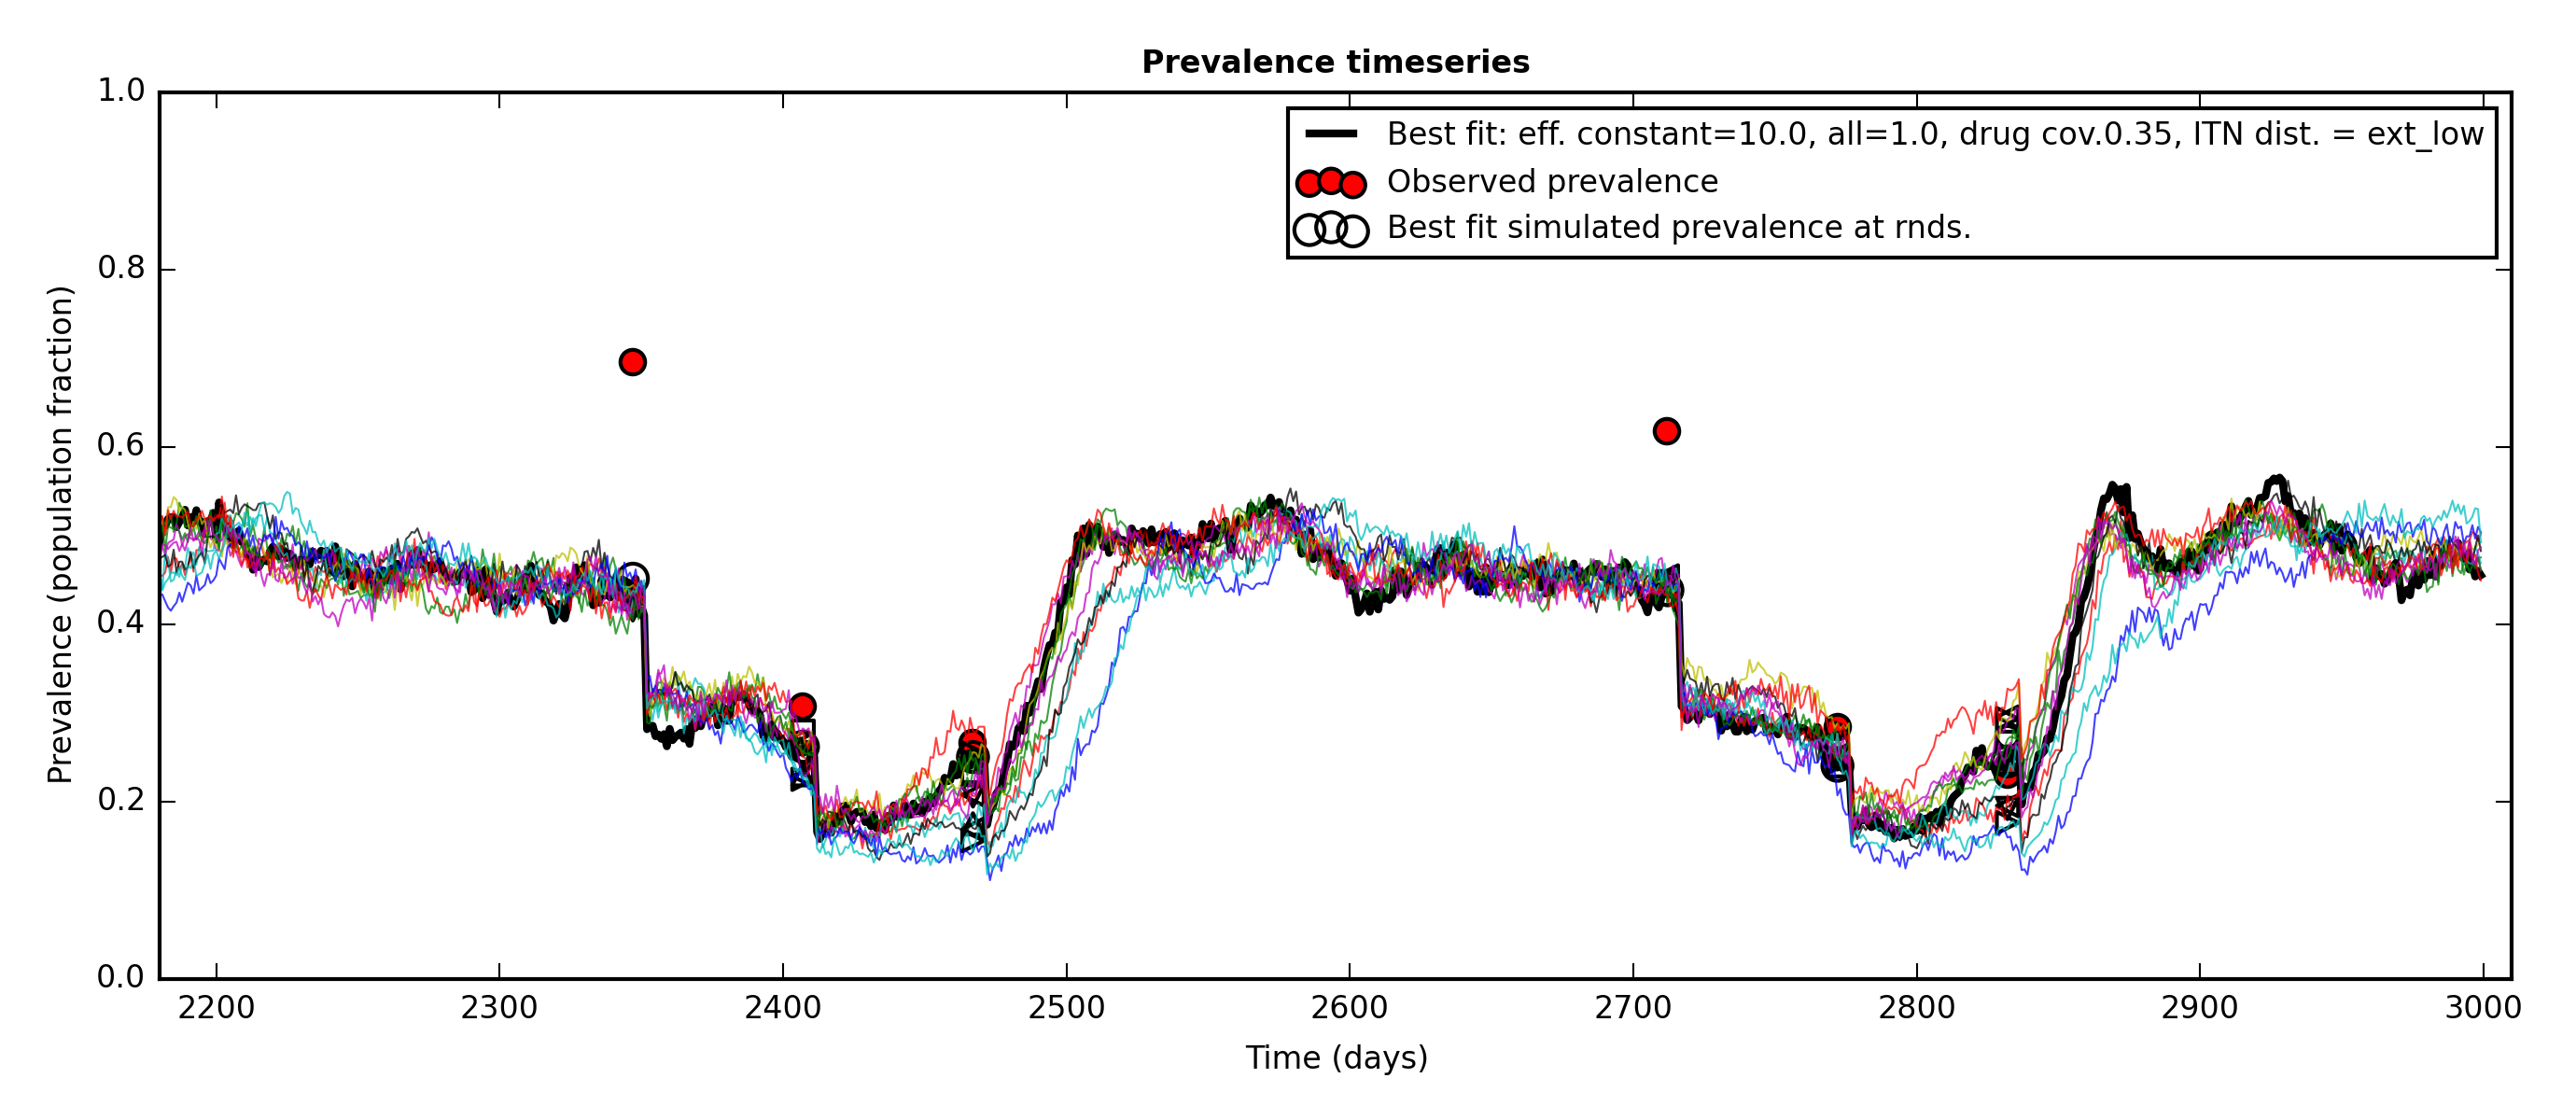 Prevalence timeseries
Best fit: eff. constant=10.0, all=1.0, drug cov.0.35, ITN dist. = ext_low
Observed prevalence
Best fit simulated prevalence at rnds.
Prevalence (population fraction)
1.0
0.8
0.6
0.4
0.2
0.0
2200 2300 2400 2500 2600 2700 2800 2900 3000
Time (days)